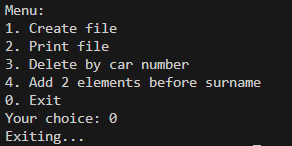 Menu:
1. Create file
2. Print file
3. Delete by car number
4. Add 2 elements before surname
0. Exit
Your choice: 0
Exiting...